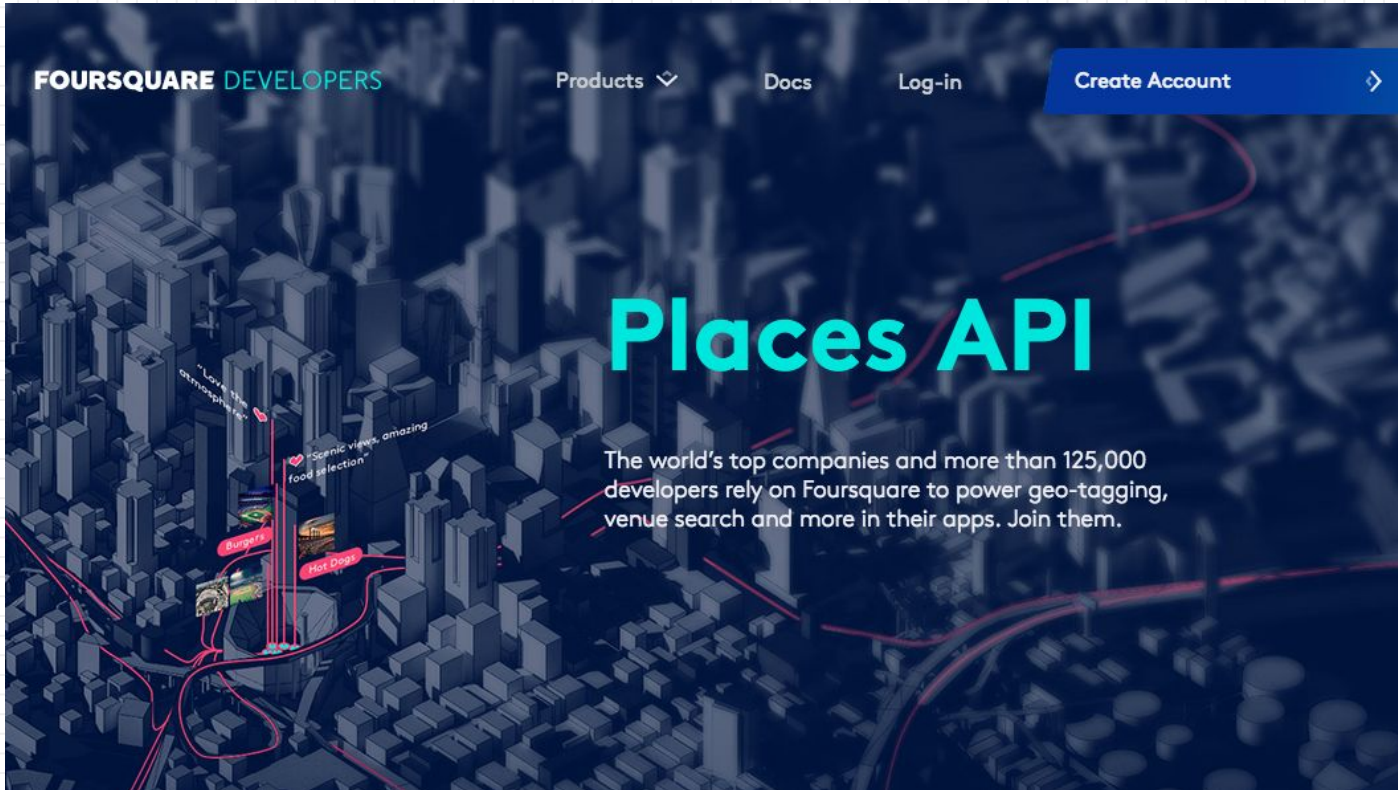 FOURSQUARE DEVELOPERS
Products
Docs
Log-in
Create Account
Places API
The world's top companies and more than 125,000
developers rely on Foursquare to power geo-tagging,
venue search and more in their apps. Join them.
"Love the
atmosphere"
"Scenic views, amazing
food selection"
Burgers
Hot Dogs